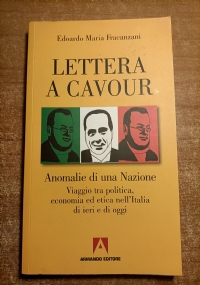 Edoardo Maria Fracanzani
LETTERA
A CAVOUR
Anomalie di una Nazione
Viaggio tra politica,
economia ed etica nell'Italia
di ieri e di oggi
ARMANDO EDITORE